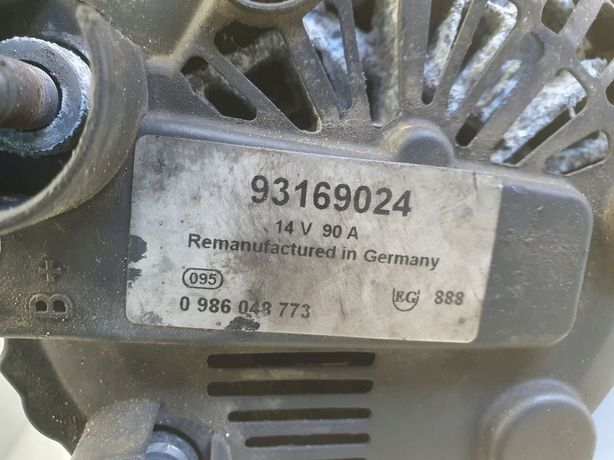 93169024
14 V 90 A
Remanufactured in Germany
095
0 986 048 773
EG 888
B+